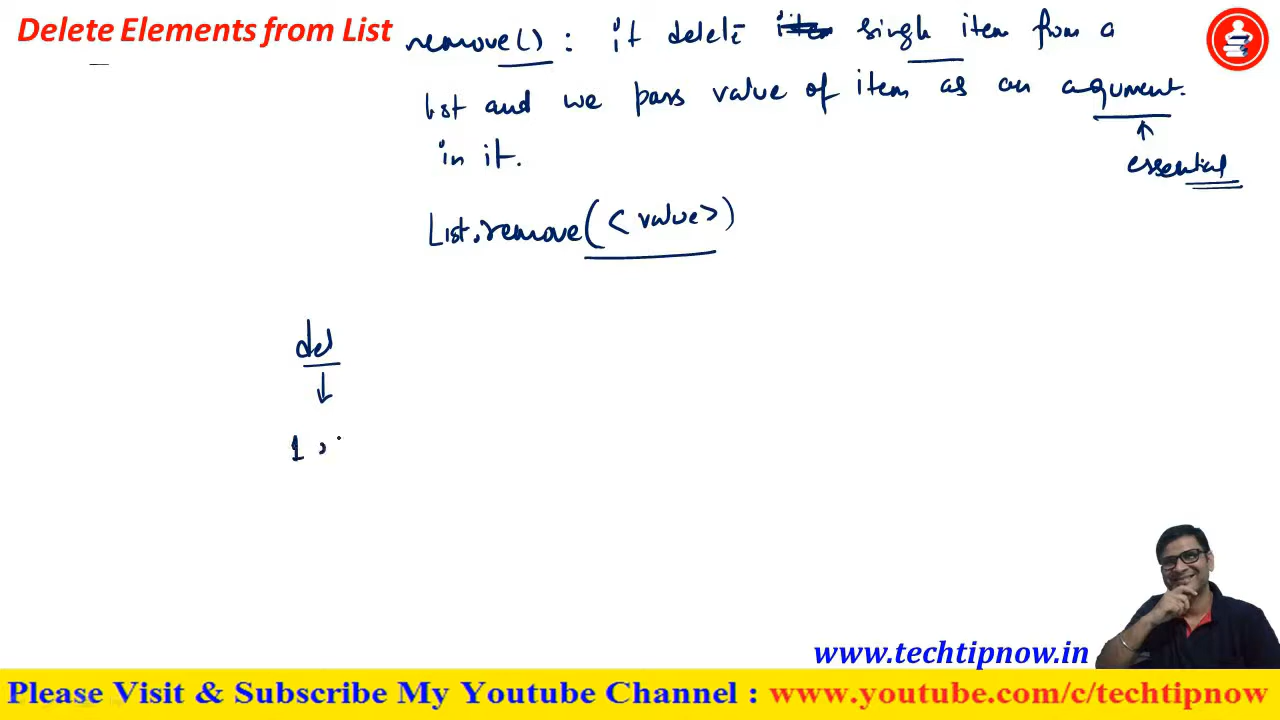 Delete Elements from List
remove() : it delete single item from a
list and we pass value of item as an argument.
in it.
essential
List.remove(<value>)
del
1 ,
www.techtipnow.in
Please Visit & Subscribe My Youtube Channel : www.youtube.com/c/techtipnow